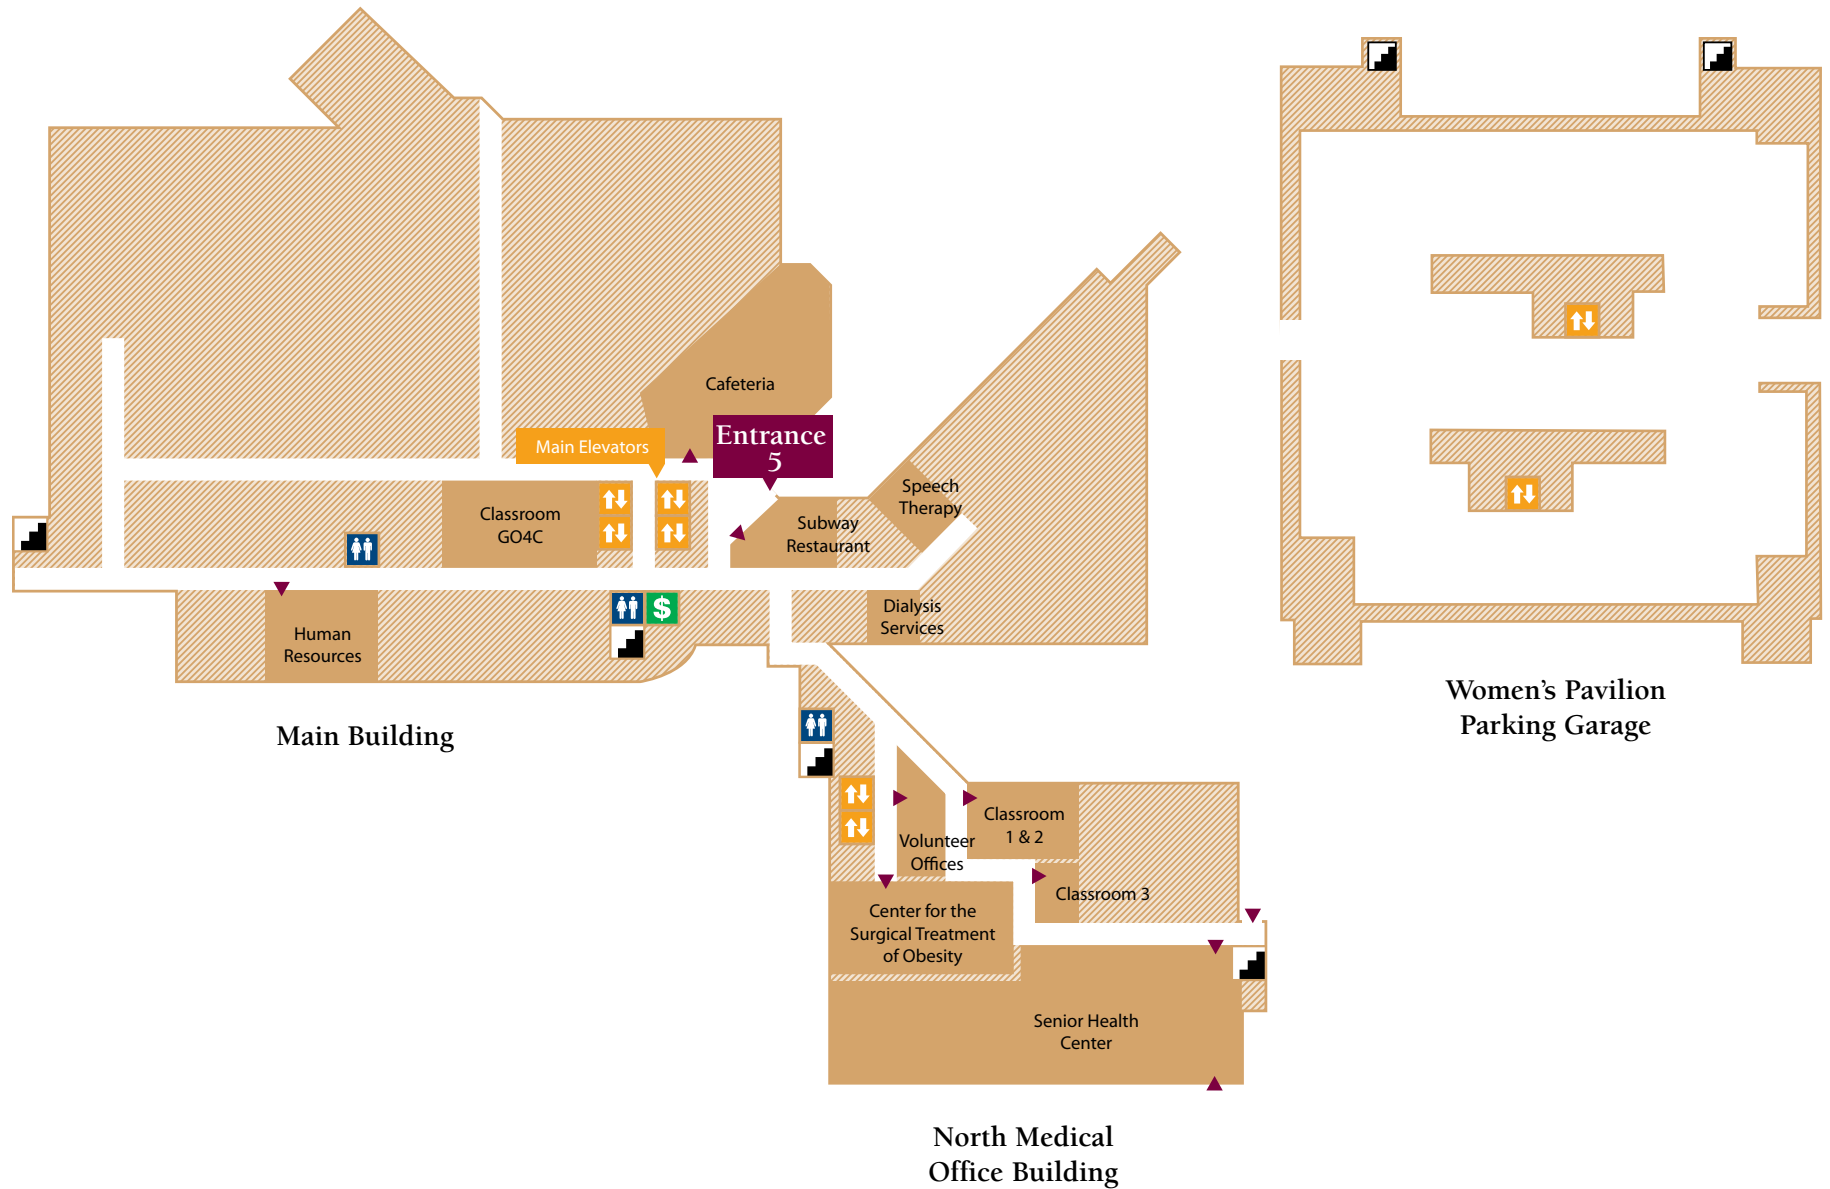 Cafeteria
Main Elevators
Entrance
5
Speech
Therapy
Classroom
GO4C
Subway
Restaurant
$
Dialysis
Services
Human
Resources
Main Building
Women's Pavilion
Parking Garage
Classroom
1 & 2
Volunteer
Offices
Classroom 3
Center for the
Surgical Treatment
of Obesity
Senior Health
Center
North Medical
Office Building